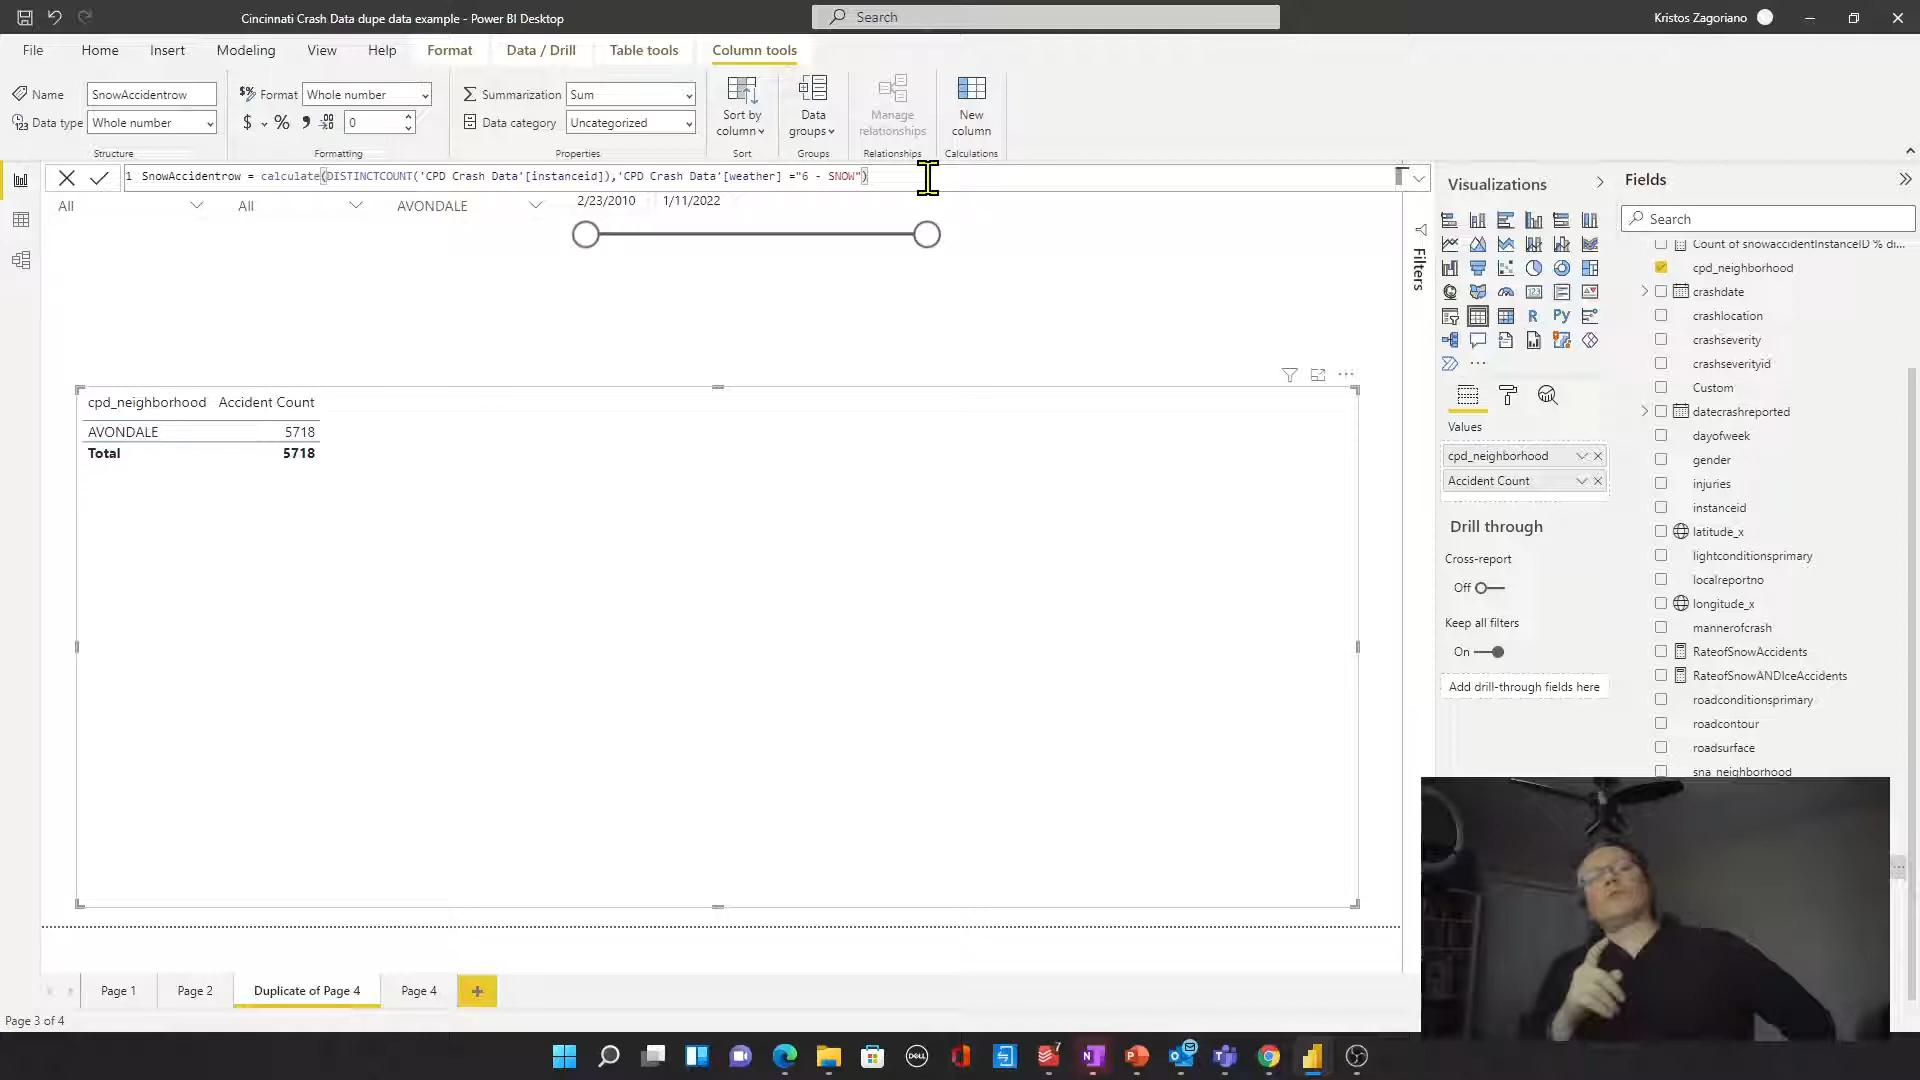 Cincinnati Crash Data dupe data example - Power BI Desktop
Search
Kristos Zagoriano
File
Home
Insert
Modeling
View
Help
Format
Data / Drill
Table tools
Column tools
Name
SnowAccidentrow
Data type
Whole number
Structure
Format
Whole number
$
%
0
Formatting
Summarization
Sum
Data category
Uncategorized
Properties
Sort by
column
Sort
Data
groups
Groups
Manage
relationships
Relationships
New
column
Calculations
1 SnowAccidentrow = calculate(DISTINCTCOUNT('CPD Crash Data'[instanceid]),'CPD Crash Data'[weather] ="6 - SNOW")
All
All
AVONDALE
2/23/2010
1/11/2022
cpd_neighborhood Accident Count
AVONDALE 5718
Total 5718
Filters
Visualizations
Values
cpd_neighborhood
Accident Count
Drill through
Cross-report
Off
Keep all filters
On
Add drill-through fields here
Fields
Search
Count of snowaccidentInstanceID % di...
cpd_neighborhood
crashdate
crashlocation
crashseverity
crashseverityid
Custom
datecrashreported
dayofweek
gender
injuries
instanceid
latitude_x
lightconditionsprimary
localreportno
longitude_x
mannerofcrash
RateofSnowAccidents
RateofSnowANDIceAccidents
roadconditionsprimary
roadcontour
roadsurface
sna_neighborhood
Page 1
Page 2
Duplicate of Page 4
Page 4
+
Page 3 of 4